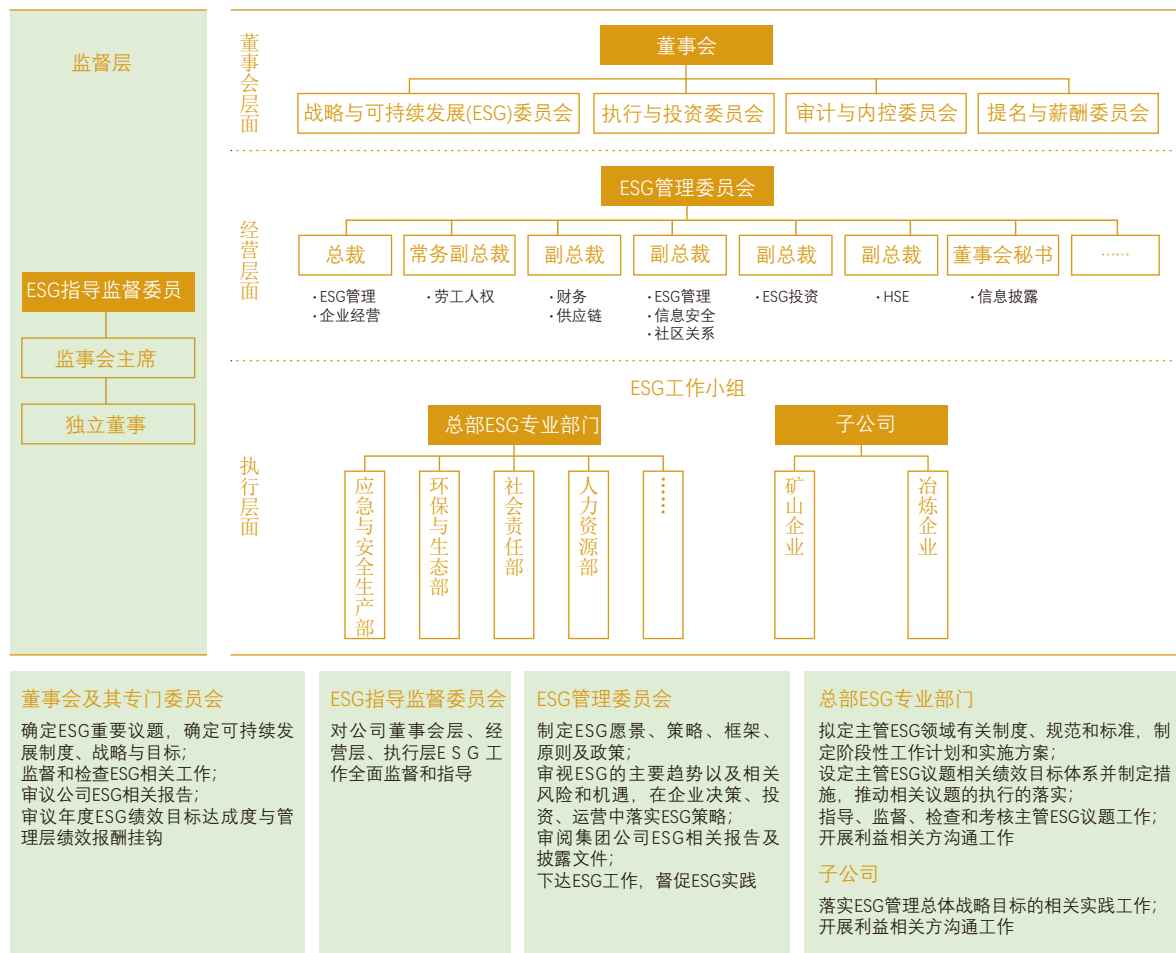 监督层
ESG指导监督委员
监事会主席
独立董事
董事会层面
董事会
战略与可持续发展(ESG)委员会
执行与投资委员会
审计与内控委员会
提名与薪酬委员会
经营层面
ESG管理委员会
总裁
·ESG管理
·企业经营
常务副总裁
·劳工人权
副总裁
·财务
·供应链
副总裁
·ESG管理
·信息安全
·社区关系
副总裁
·ESG投资
副总裁
·HSE
董事会秘书
·信息披露
……
执行层面
ESG工作小组
总部ESG专业部门
应急与安全生产部
环保与生态部
社会责任部
人力资源部
……
子公司
矿山企业
冶炼企业
董事会及其专门委员会
确定ESG重要议题，确定可持续发
展制度、战略与目标；
监督和检查ESG相关工作；
审议公司ESG相关报告；
审议年度ESG绩效目标达成度与管
理层绩效报酬挂钩
ESG指导监督委员会
对公司董事会层、经
营层、执行层ESG工
作全面监督和指导
ESG管理委员会
制定ESG愿景、策略、框架、
原则及政策；
审视ESG的主要趋势以及相关
风险和机遇，在企业决策、投
资、运营中落实ESG策略；
审阅集团公司ESG相关报告及
披露文件；
下达ESG工作，督促ESG实践
总部ESG专业部门
拟定主管ESG领域有关制度、规范和标准，制
定阶段性工作计划和实施方案；
设定主管ESG议题相关绩效目标体系并制定措
施，推动相关议题的执行的落实；
指导、监督、检查和考核主管ESG议题工作；
开展利益相关方沟通工作
子公司
落实ESG管理总体战略目标的相关实践工作；
开展利益相关方沟通工作